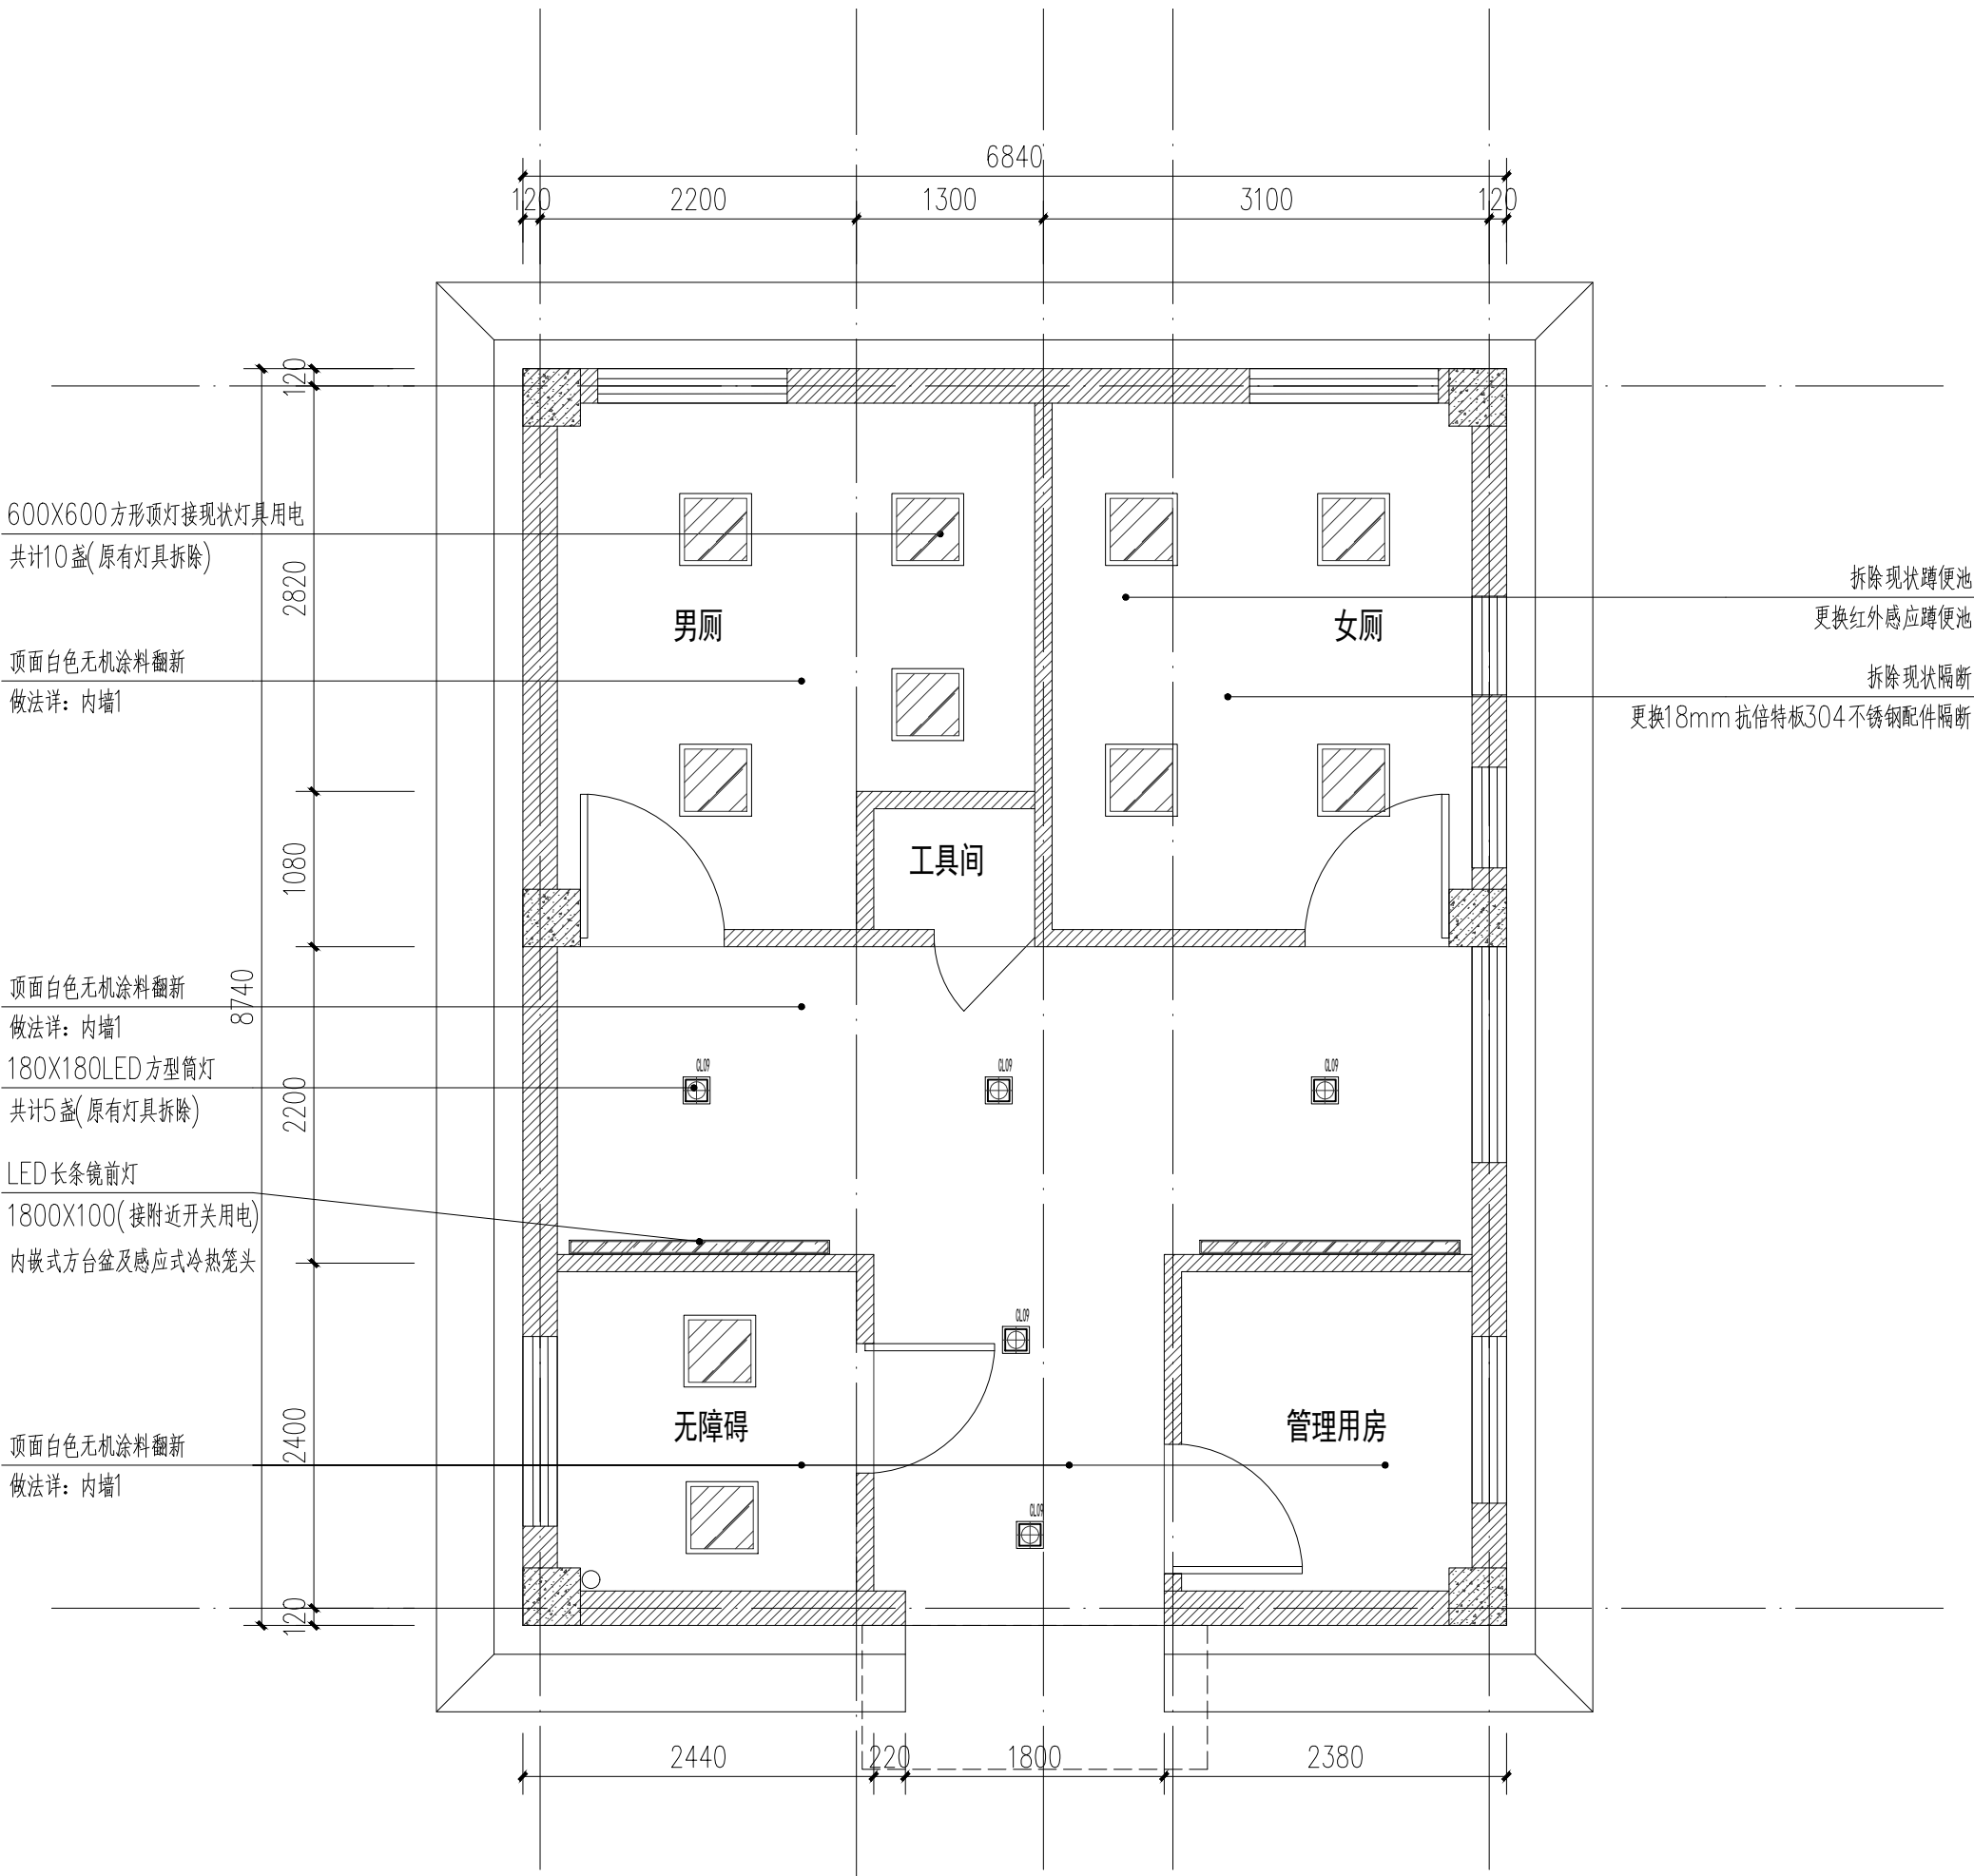 6840
120
2200
1300
3100
120
120
2820
1080
8740
2200
2400
120
600X600方形顶灯接现状灯具用电
共计10盏(原有灯具拆除)
顶面白色无机涂料翻新
做法详：内墙1
顶面白色无机涂料翻新
做法详：内墙1
180X180LED方型筒灯
共计5盏(原有灯具拆除)
LED长条镜前灯
1800X100(接附近开关用电)
内嵌式方台盆及感应式冷热笼头
顶面白色无机涂料翻新
做法详：内墙1
男厕
女厕
工具间
GL09
GL09
GL09
GL09
无障碍
管理用房
GL09
拆除现状蹲便池
更换红外感应蹲便池
拆除现状隔断
更换18mm抗倍特板304不锈钢配件隔断
2440
220
1800
2380